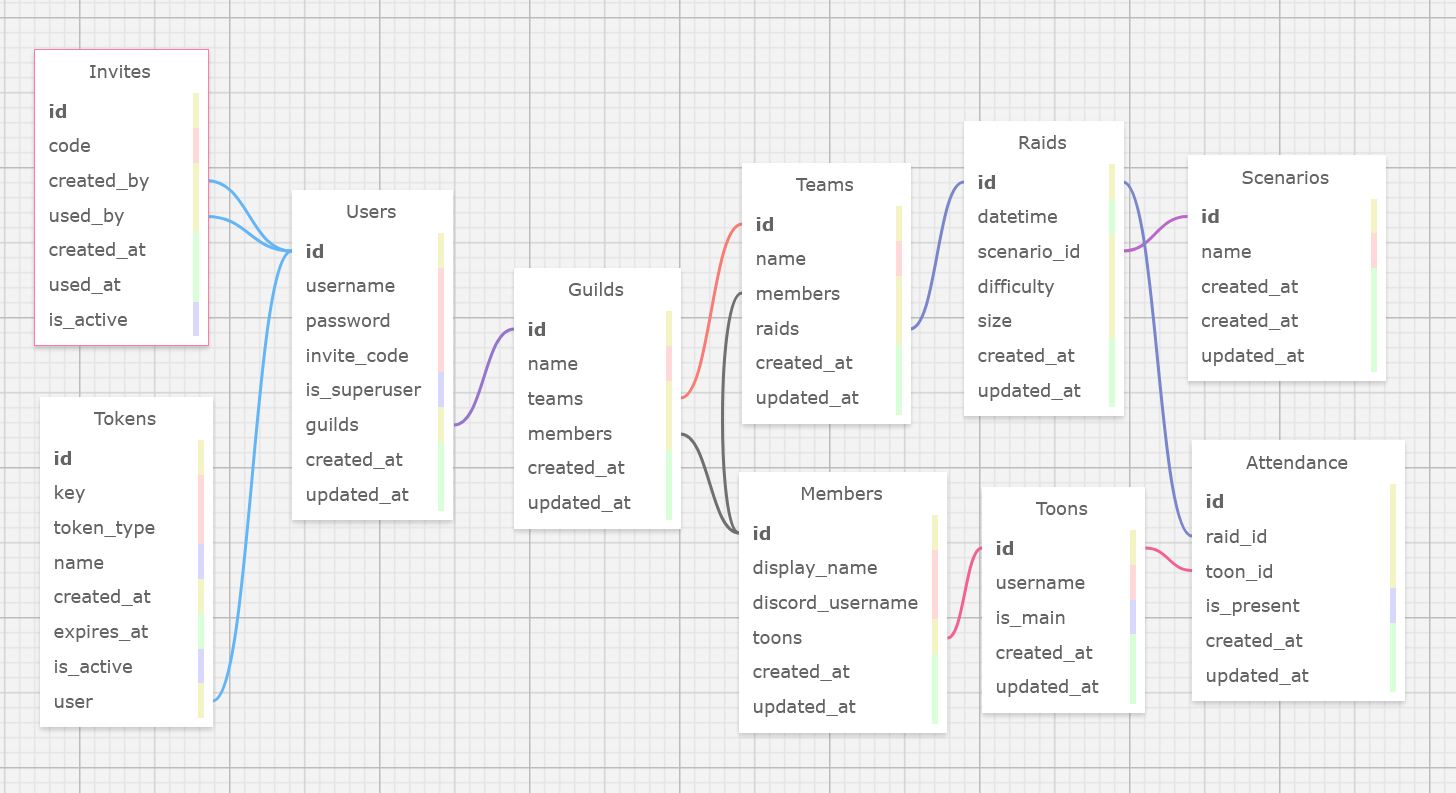 Invites
id
code
created_by
used_by
created_at
used_at
is_active
Tokens
id
key
token_type
name
created_at
expires_at
is_active
user
Users
id
username
password
invite_code
is_superuser
guilds
created_at
updated_at
Guilds
id
name
teams
members
created_at
updated_at
Teams
id
name
members
raids
created_at
updated_at
Members
id
display_name
discord_username
toons
created_at
updated_at
Raids
id
datetime
scenario_id
difficulty
size
created_at
updated_at
Toons
id
username
is_main
created_at
updated_at
Scenarios
id
name
created_at
created_at
updated_at
Attendance
id
raid_id
toon_id
is_present
created_at
updated_at